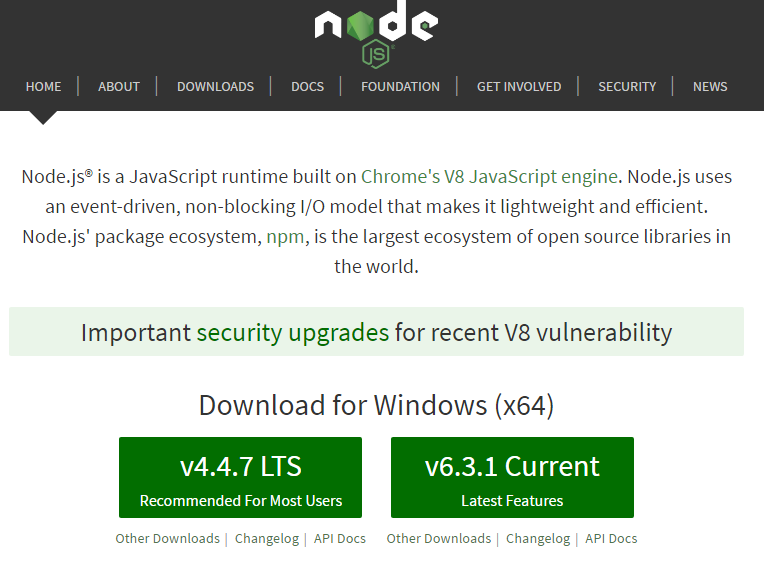 node
JS
HOME | ABOUT | DOWNLOADS | DOCS | FOUNDATION | GET INVOLVED | SECURITY | NEWS
Node.js® is a JavaScript runtime built on Chrome's V8 JavaScript engine. Node.js uses
an event-driven, non-blocking I/O model that makes it lightweight and efficient.
Node.js' package ecosystem, npm, is the largest ecosystem of open source libraries in
the world.
Important security upgrades for recent V8 vulnerability
Download for Windows (x64)
v4.4.7 LTS
Recommended For Most Users
v6.3.1 Current
Latest Features
Other Downloads | Changelog | API Docs
Other Downloads | Changelog | API Docs